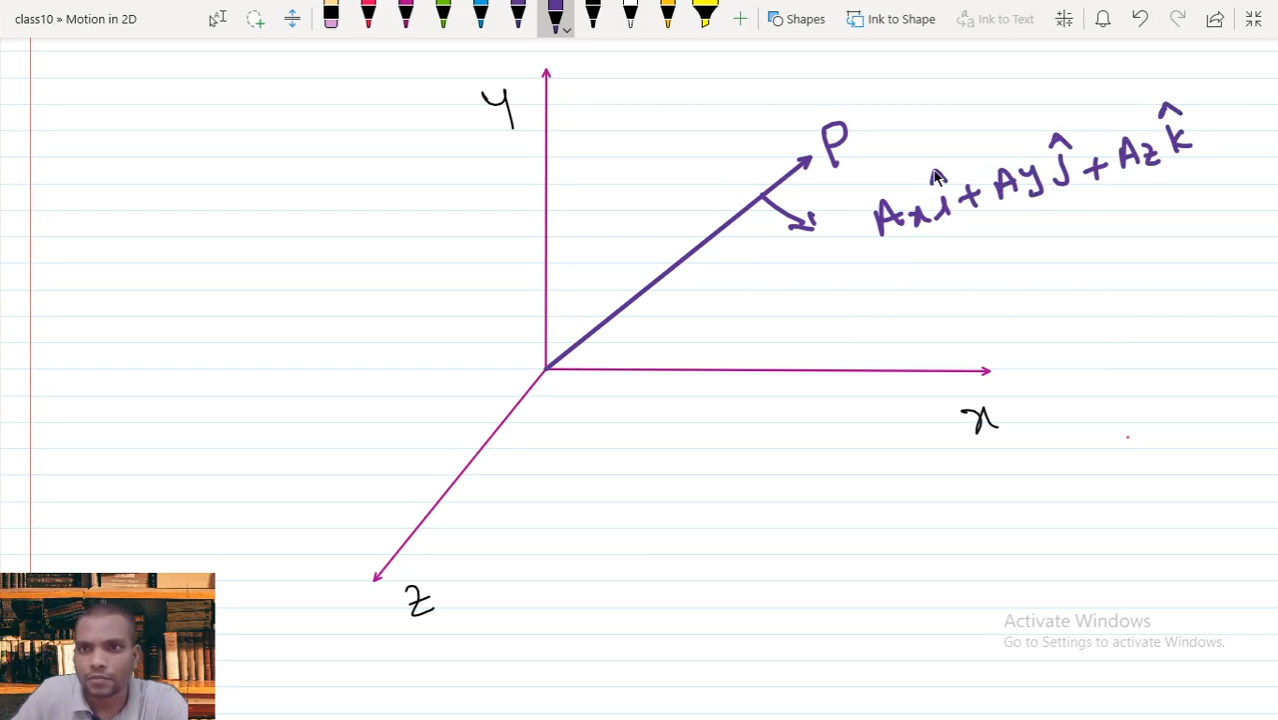 class10 » Motion in 2D
Shapes
Ink to Shape
Ink to Text
y
P
Axî + Ayĵ + Azk̂
x
z
Activate Windows
Go to Settings to activate Windows.